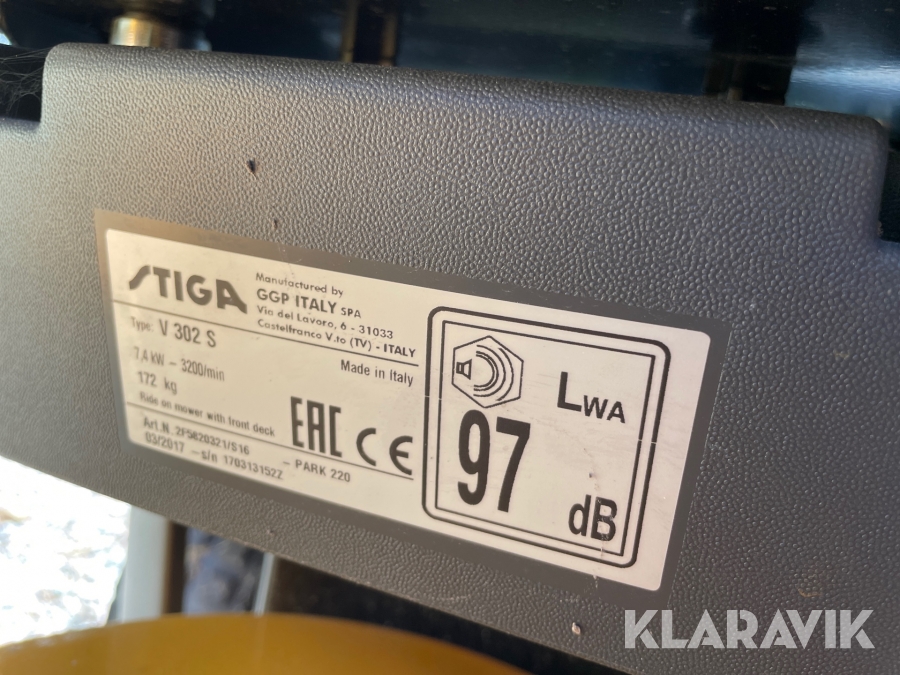 STIGA
Manufactured by
GGP ITALY SPA
Via del Lavoro, 6 - 31033
Castelfranco V.to (TV) - ITALY
Type: V 302 S
7,4 kW - 3200/min
Made in Italy
172 kg
Ride on mower with front deck
Art.N. 2F5820321/S16 - PARK 220
03/2017 - s/n 170313152Z
EAC CE
LWA
97
dB
KLARAVIK